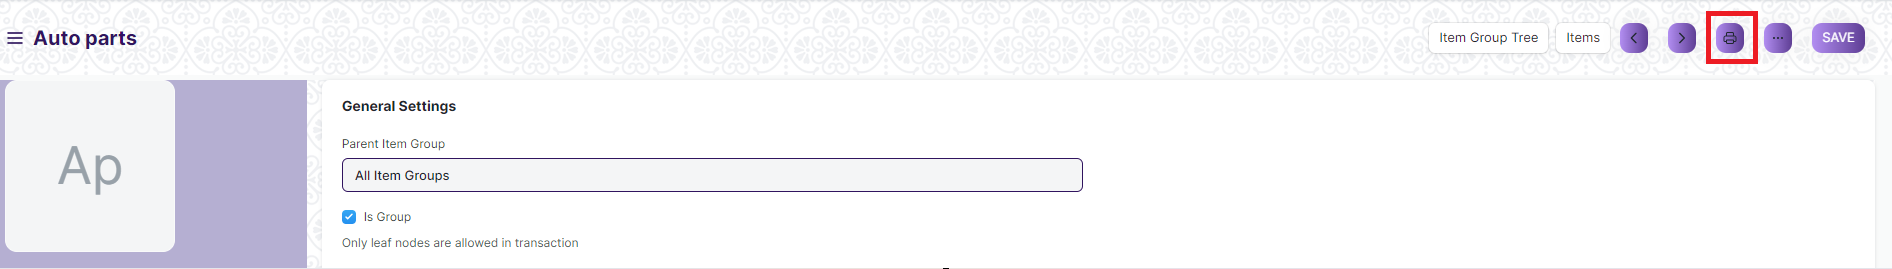 Auto parts
Item Group Tree
Items
SAVE
Ap
General Settings
Parent Item Group
All Item Groups
Is Group
Only leaf nodes are allowed in transaction